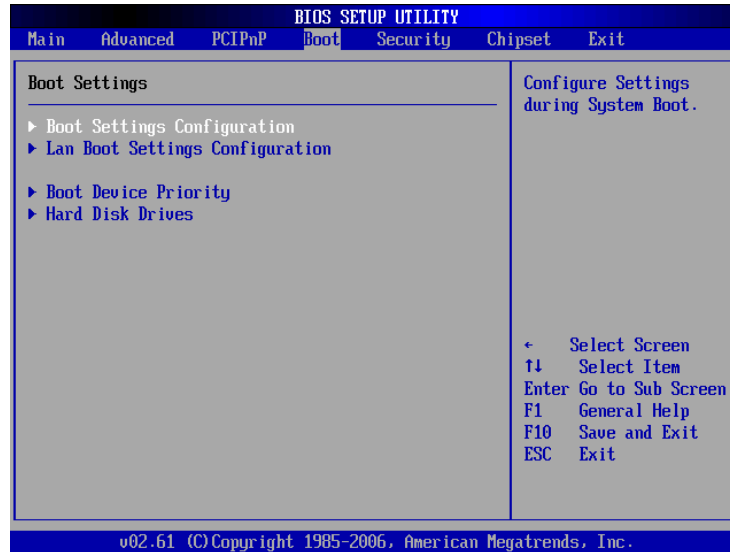 BIOS SETUP UTILITY
Main Advanced PCIPnP Boot Security Chipset Exit
Boot Settings
▶ Boot Settings Configuration
▶ Lan Boot Settings Configuration
▶ Boot Device Priority
▶ Hard Disk Drives
Configure Settings
during System Boot.
← Select Screen
↑↓ Select Item
Enter Go to Sub Screen
F1 General Help
F10 Save and Exit
ESC Exit
v02.61 (C)Copyright 1985-2006, American Megatrends, Inc.